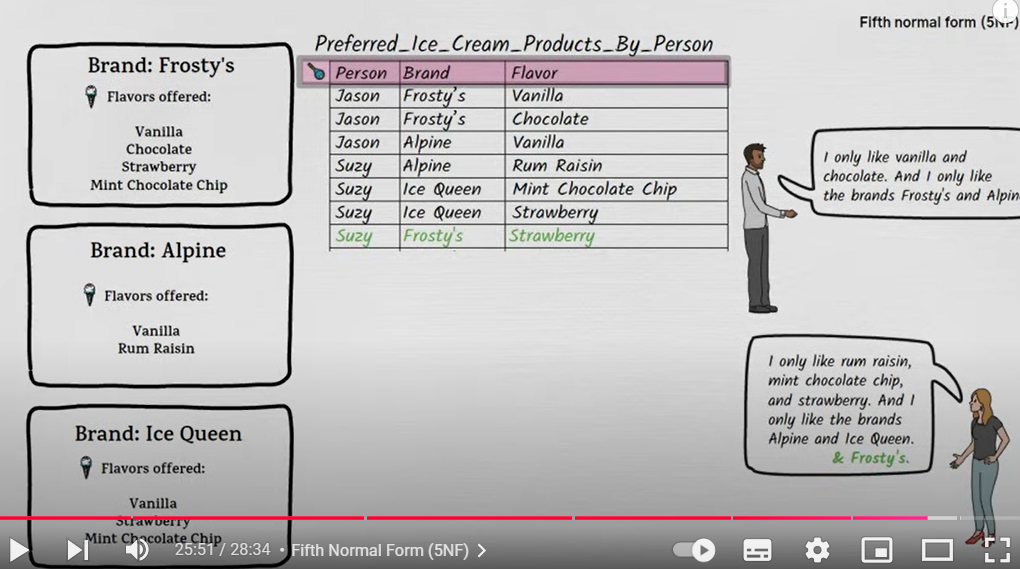 Fifth normal form (5NF)
Brand: Frosty's
Flavors offered:
Vanilla
Chocolate
Strawberry
Mint Chocolate Chip
Brand: Alpine
Flavors offered:
Vanilla
Rum Raisin
Brand: Ice Queen
Flavors offered:
Vanilla
Strawberry
Mint Chocolate Chip
Preferred_Ice_Cream_Products_By_Person
Person Brand Flavor
Jason Frosty's Vanilla
Jason Frosty's Chocolate
Jason Alpine Vanilla
Suzy Alpine Rum Raisin
Suzy Ice Queen Mint Chocolate Chip
Suzy Ice Queen Strawberry
Suzy Frosty's Strawberry
I only like vanilla and
chocolate. And I only like
the brands Frosty's and Alpin
I only like rum raisin,
mint chocolate chip,
and strawberry. And I
only like the brands
Alpine and Ice Queen.
& Frosty's.
25:51 / 28:34 • Fifth Normal Form (5NF)